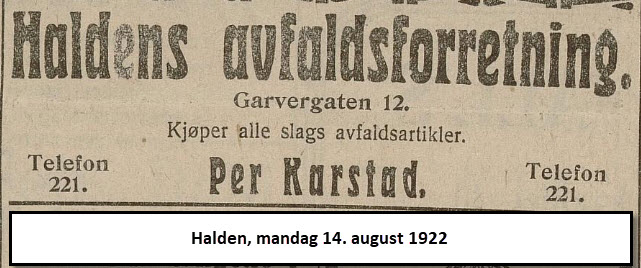 Haldens avfaldsforretning.
Garvergaten 12.
Kjøper alle slags avfaldsartikler.
Telefon
221.
Per Karstad,
Telefon
221.
Halden, mandag 14. august 1922